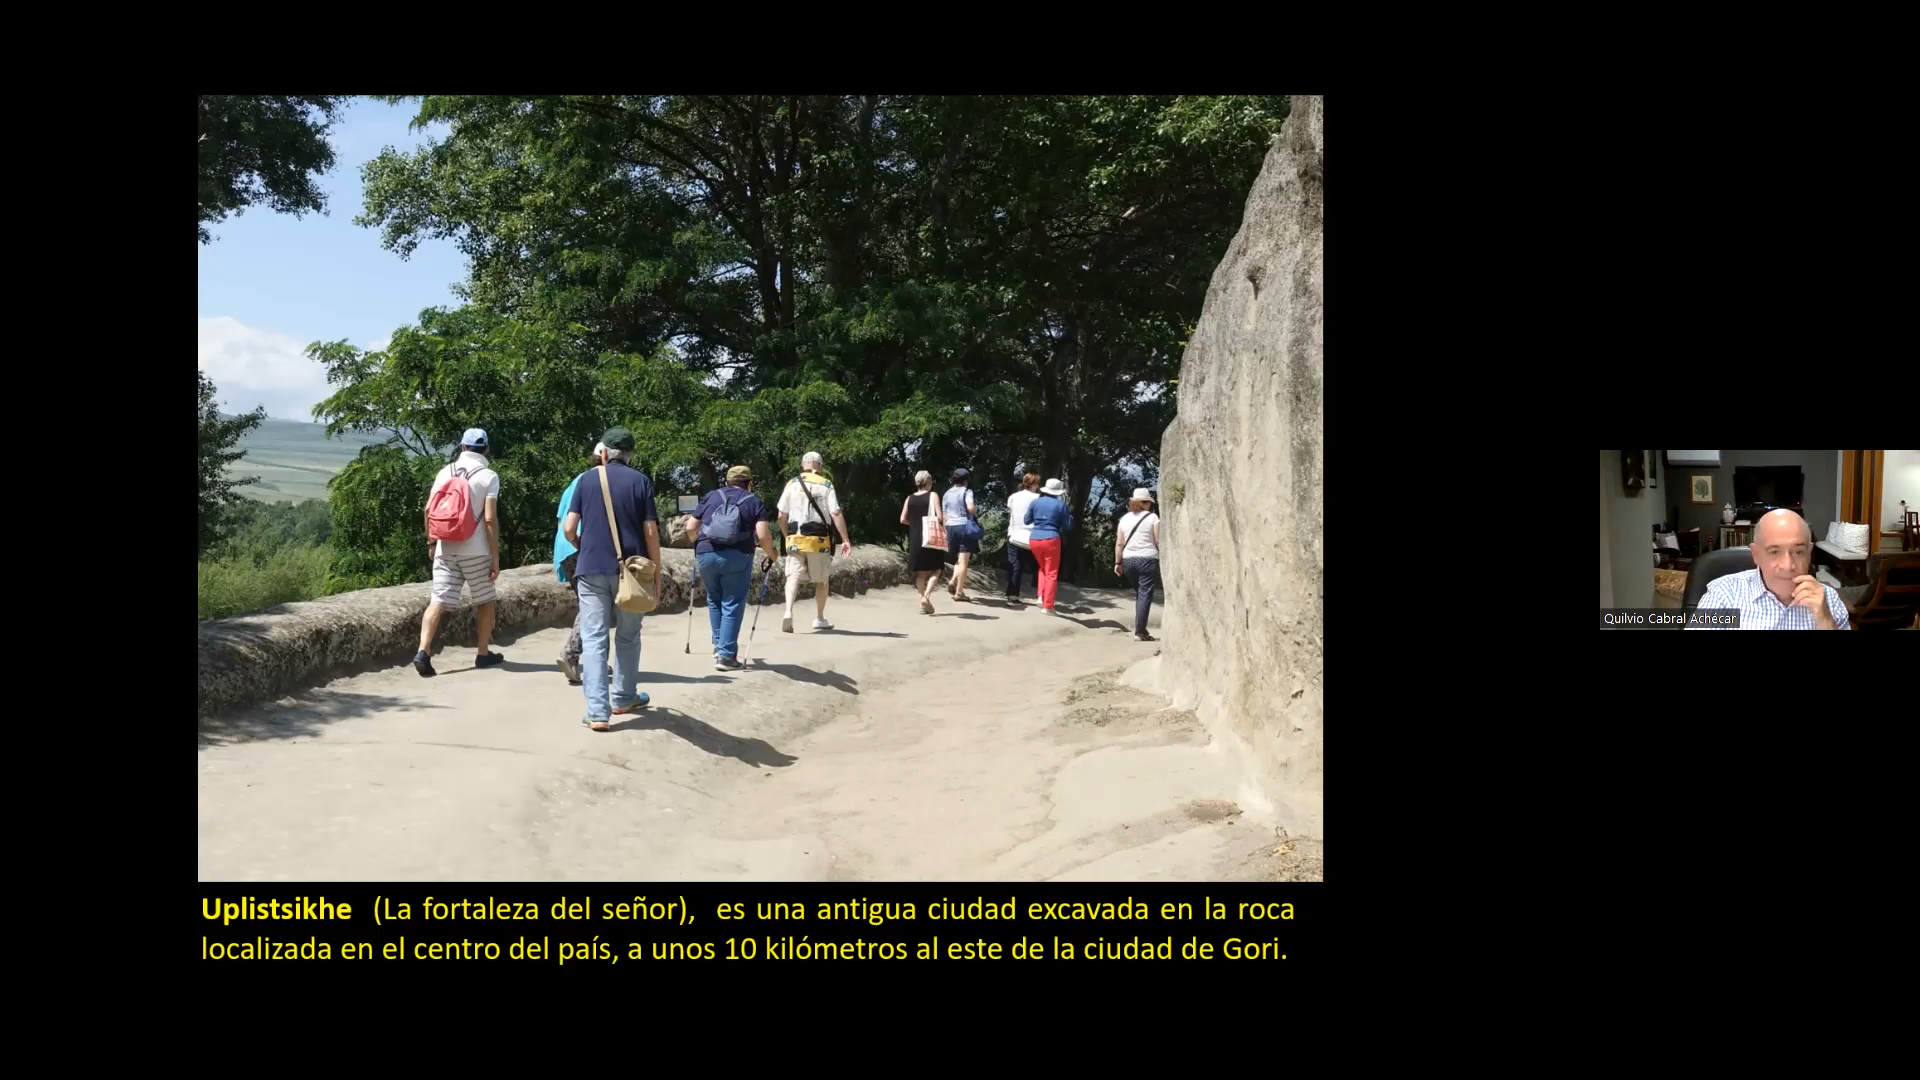 Uplistsikhe (La fortaleza del señor), es una antigua ciudad excavada en la roca
localizada en el centro del país, a unos 10 kilómetros al este de la ciudad de Gori.
Quilvio Cabral Achécar